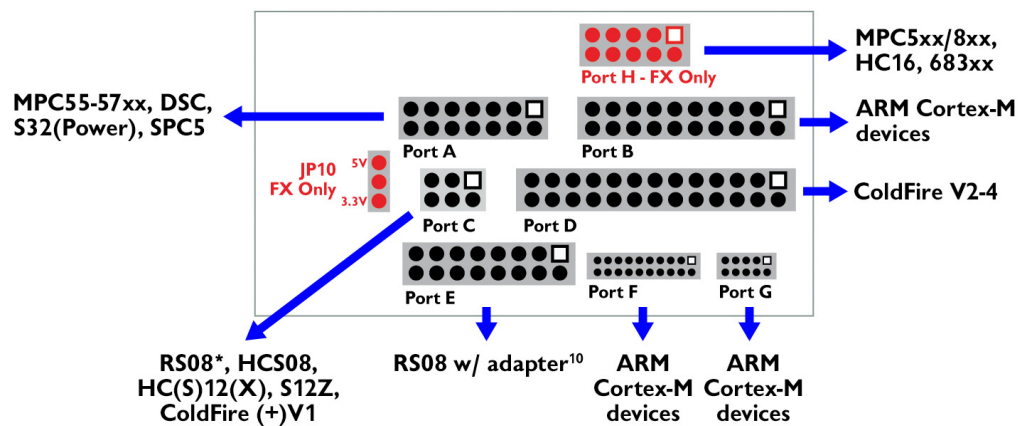 MPC5xx/8xx,
HC16, 683xx
Port H - FX Only
MPC55-57xx, DSC,
S32(Power), SPC5
ARM Cortex-M
devices
Port A
Port B
JP10
FX Only
5V
3.3V
ColdFire V2-4
Port C
Port D
Port E
Port F
Port G
RS08*, HCS08,
HC(S)12(X), S12Z,
ColdFire (+)V1
RS08 w/ adapter¹⁰
ARM
Cortex-M
devices
ARM
Cortex-M
devices